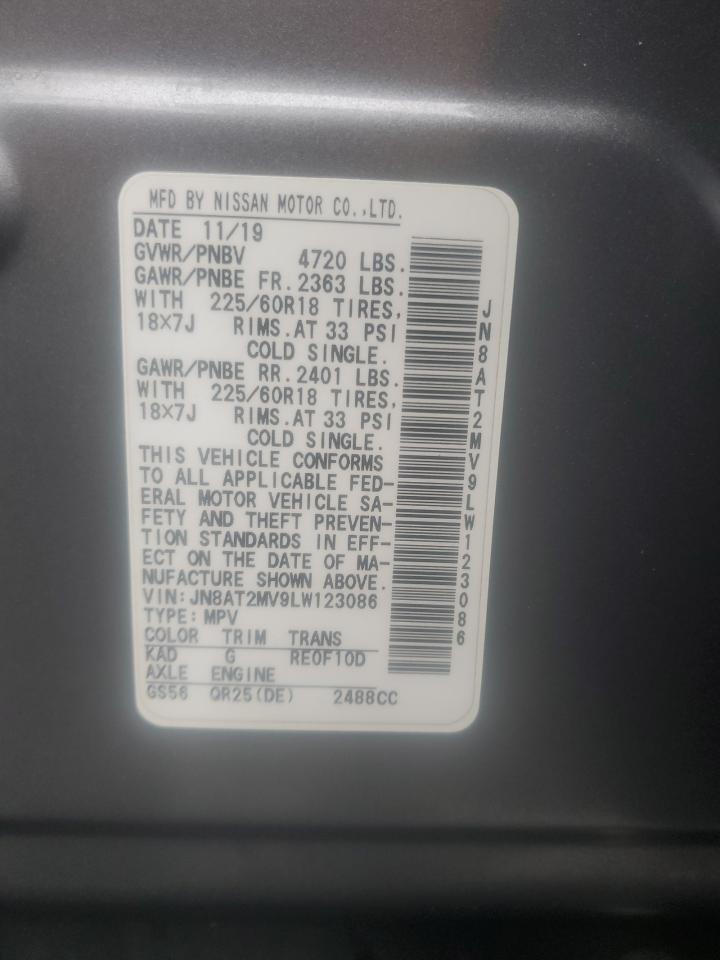 MFD BY NISSAN MOTOR CO.,LTD.
DATE 11/19
GVWR/PNBV 4720 LBS.
GAWR/PNBE FR. 2363 LBS.
WITH 225/60R18 TIRES,
18×7J RIMS.AT 33 PSI
COLD SINGLE.
GAWR/PNBE RR. 2401 LBS.
WITH 225/60R18 TIRES,
18×7J RIMS.AT 33 PSI
COLD SINGLE.
THIS VEHICLE CONFORMS
TO ALL APPLICABLE FED-
ERAL MOTOR VEHICLE SA-
FETY AND THEFT PREVEN-
TION STANDARDS IN EFF-
ECT ON THE DATE OF MA-
NUFACTURE SHOWN ABOVE.
VIN:JN8AT2MV9LW123086
TYPE:MPV
COLOR TRIM TRANS
KAD G RE0F10D
AXLE ENGINE
GS56 QR25(DE) 2488CC
JN8AT2MV9LW123086